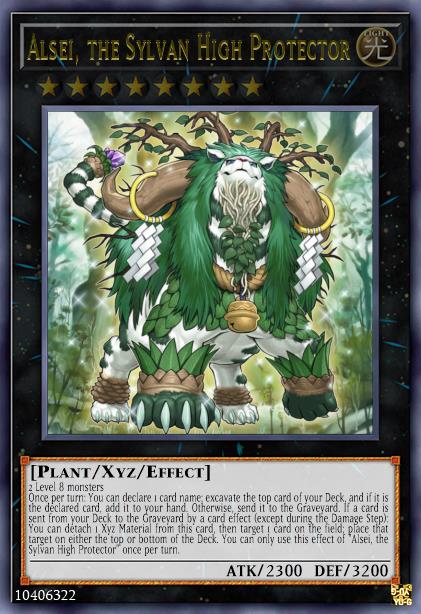 ALSEI, THE SYLVAN HIGH PROTECTOR
LIGHT
光
[PLANT/XYZ/EFFECT]
2 Level 8 monsters
Once per turn: You can declare 1 card name; excavate the top card of your Deck, and if it is
the declared card, add it to your hand. Otherwise, send it to the Graveyard. If a card is
sent from your Deck to the Graveyard by a card effect (except during the Damage Step):
You can detach 1 Xyz Material from this card, then target 1 card on the field; place that
target on either the top or bottom of the Deck. You can only use this effect of "Alsei, the
Sylvan High Protector" once per turn.
ATK/2300 DEF/3200
10406322